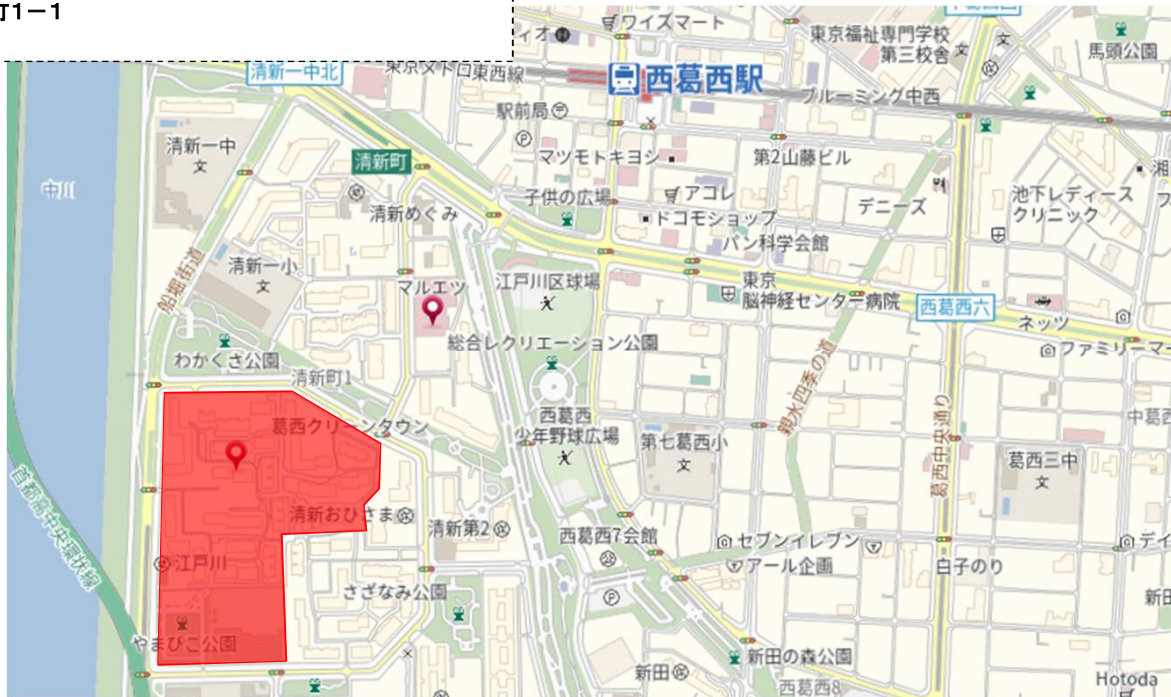 町1−1
ワイズマート
東京福祉専門学校
第三校舎
馬頭公園
清新一中北
東京メトロ東西線
西葛西駅
ブルーミング中西
駅前局
清新一中
清新町
マツモトキヨシ
第2山藤ビル
中川
子供の広場
アコレ
デニーズ
池下レディース
クリニック
清新めぐみ
ドコモショップ
パン科学会館
船堀街道
清新一小
マルエツ
江戸川区球場
東京
脳神経センター病院
西葛西六
ネッツ
わかくさ公園
総合レクリエーション公園
ファミリーマー
清新町1
親水四季の道
葛西中央通り
葛西クリーンタウン
西葛西
少年野球広場
第七葛西小
葛西三中
首都高中央環状線
清新おひさま
清新第2
西葛西7会館
セブンイレブン
アール企画
白子のり
デイ
江戸川
さざなみ公園
やまびこ公園
新田の森公園
新田
西葛西8
Hotoda